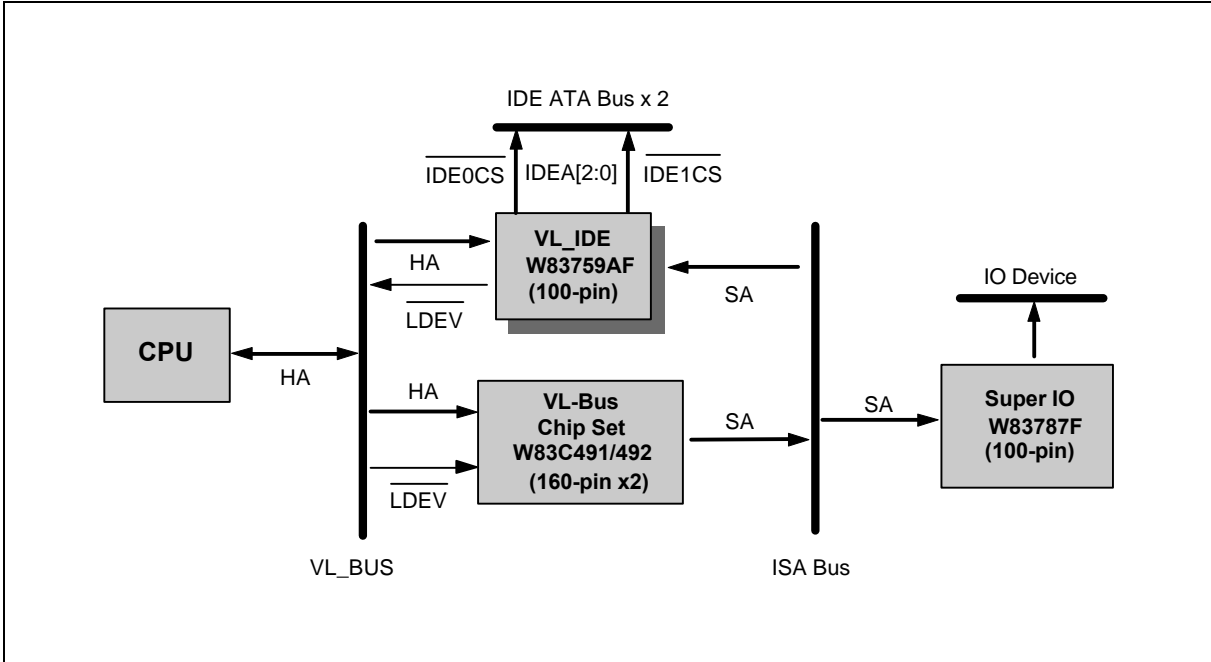 IDE ATA Bus x 2
IDE0CS
IDEA[2:0]
IDE1CS
VL_IDE
W83759AF
(100-pin)
HA
LDEV
SA
IO Device
CPU
HA
HA
VL-Bus
Chip Set
W83C491/492
(160-pin x2)
LDEV
SA
SA
Super IO
W83787F
(100-pin)
VL_BUS
ISA Bus